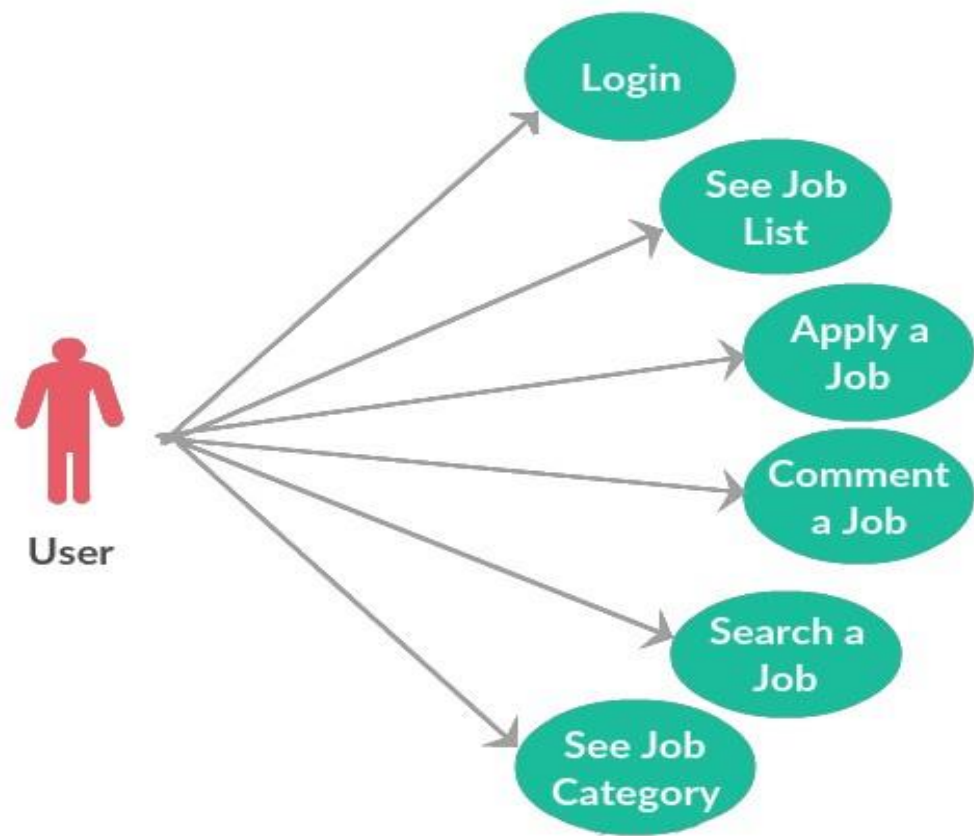 Login
See Job
List
Apply a
Job
Comment
a Job
User
Search a
Job
See Job
Category